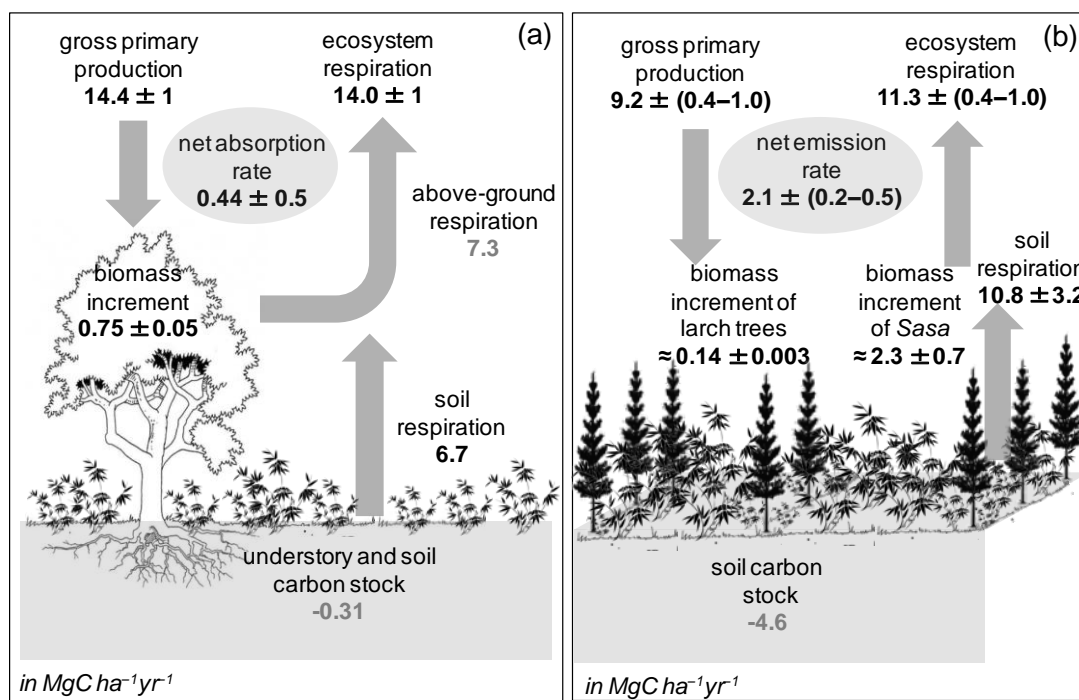 (a)
gross primary
production
14.4 ± 1
ecosystem
respiration
14.0 ± 1
net absorption
rate
0.44 ± 0.5
above-ground
respiration
7.3
biomass
increment
0.75 ± 0.05
soil
respiration
6.7
understory and soil
carbon stock
-0.31
in MgC ha⁻¹yr⁻¹
(b)
gross primary
production
9.2 ± (0.4–1.0)
ecosystem
respiration
11.3 ± (0.4–1.0)
net emission
rate
2.1 ± (0.2–0.5)
soil
respiration
10.8 ± 3.2
biomass
increment of
larch trees
≈ 0.14 ± 0.003
biomass
increment
of Sasa
≈ 2.3 ± 0.7
soil carbon
stock
-4.6
in MgC ha⁻¹yr⁻¹